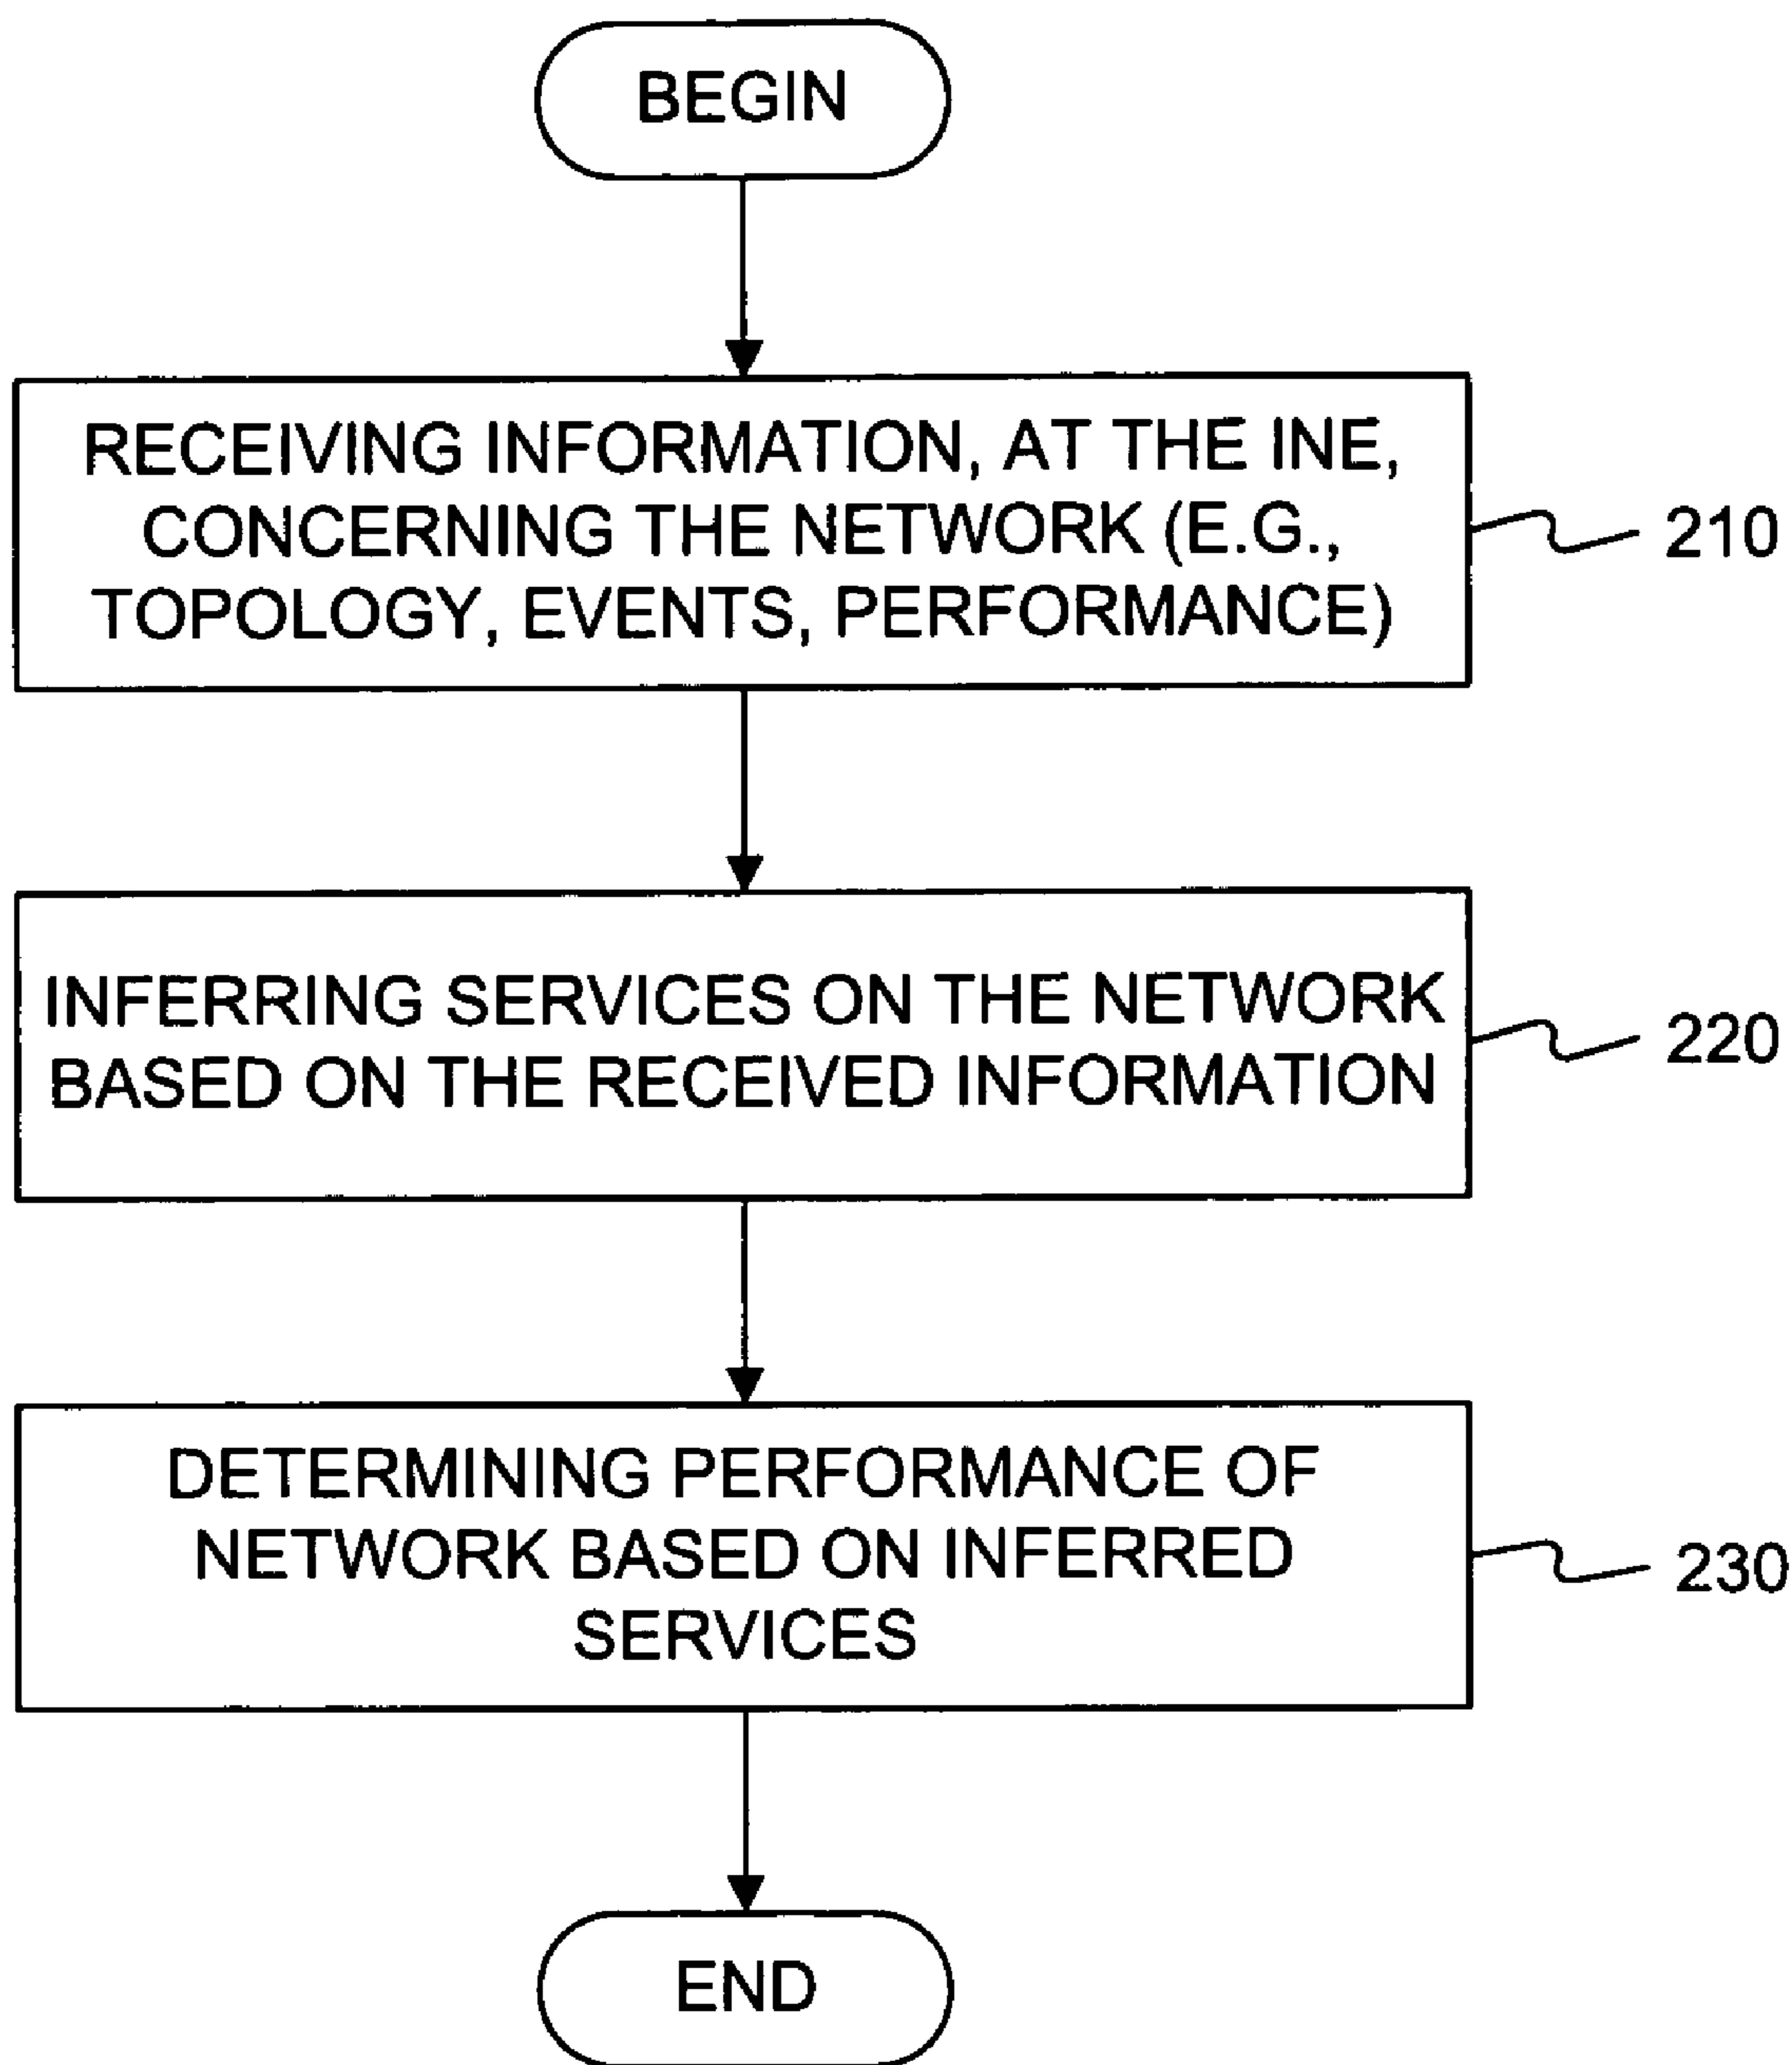 BEGIN
RECEIVING INFORMATION, AT THE INE,
CONCERNING THE NETWORK (E.G.,
TOPOLOGY, EVENTS, PERFORMANCE)
210
INFERRING SERVICES ON THE NETWORK
BASED ON THE RECEIVED INFORMATION
220
DETERMINING PERFORMANCE OF
NETWORK BASED ON INFERRED
SERVICES
230
END